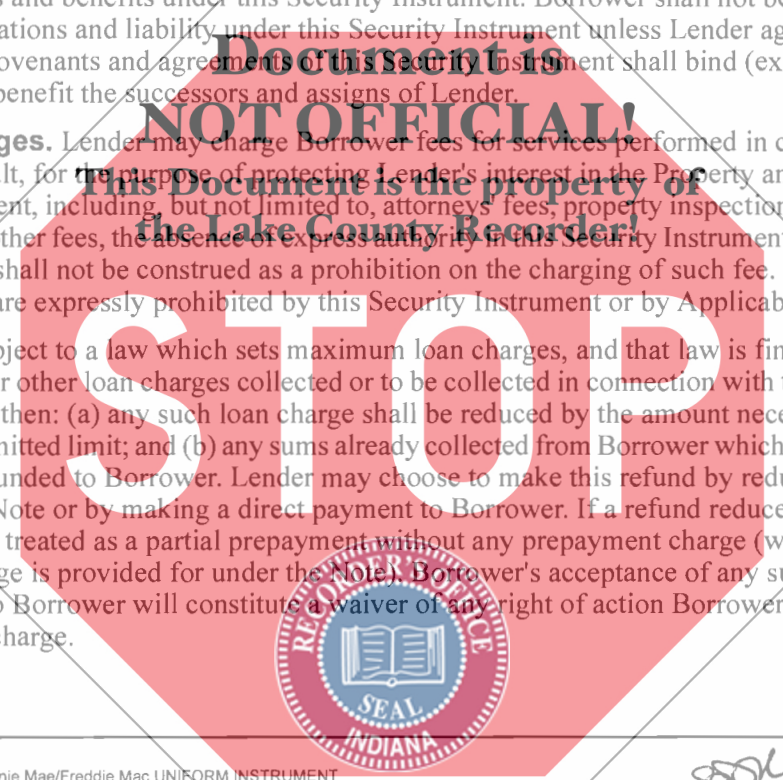 s and benefits under this Security Instrument. Borrower shall not be
ations and liability under this Security Instrument unless Lender ag
ovenants and agreements of this Security Instrument shall bind (ex
benefit the successors and assigns of Lender.
Document is
NOT OFFICIAL!
This Document is the property of
the Lake County Recorder!
ges. Lender may charge Borrower fees for services performed in c
lt, for the purpose of protecting Lender's interest in the Property an
ent, including, but not limited to, attorneys' fees, property inspection
ther fees, the absence of express authority in this Security Instrument
shall not be construed as a prohibition on the charging of such fee.
are expressly prohibited by this Security Instrument or by Applicab
STOP
bject to a law which sets maximum loan charges, and that law is fin
r other loan charges collected or to be collected in connection with t
then: (a) any such loan charge shall be reduced by the amount nece
mitted limit; and (b) any sums already collected from Borrower which
unded to Borrower. Lender may choose to make this refund by redu
Note or by making a direct payment to Borrower. If a refund reduce
treated as a partial prepayment without any prepayment charge (w
ge is provided for under the Note). Borrower's acceptance of any su
o Borrower will constitute a waiver of any right of action Borrower
charge.
RECORDER'S OFFICE
SEAL
INDIANA
nie Mae/Freddie Mac UNIFORM INSTRUMENT